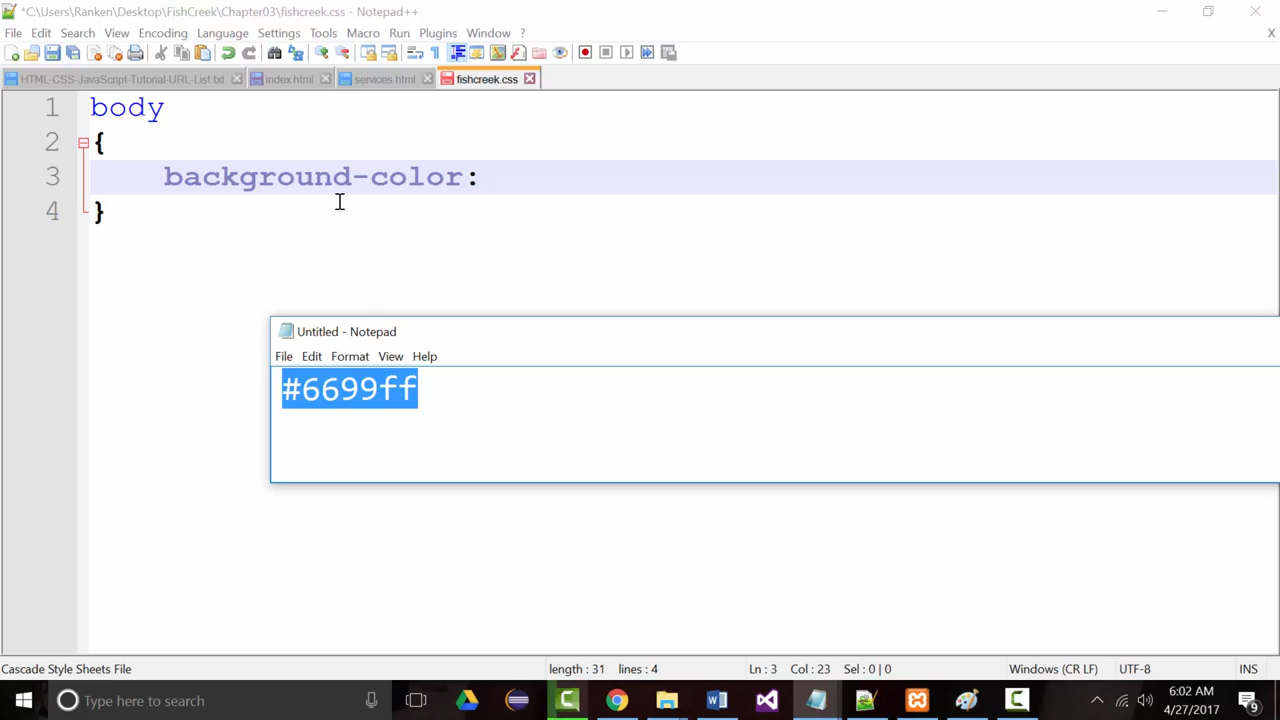 *C:\Users\Ranken\Desktop\FishCreek\Chapter03\fishcreek.css - Notepad++
File Edit Search View Encoding Language Settings Tools Macro Run Plugins Window ? X
HTML-CSS-JavaScript-Tutorial-URL-List.txt index.html services.html fishcreek.css
1 body
2 {
3 background-color:
4 }
Untitled - Notepad
File Edit Format View Help
#6699ff
Cascade Style Sheets File length : 31 lines : 4 Ln : 3 Col : 23 Sel : 0 | 0 Windows (CR LF) UTF-8 INS
Type here to search
6:02 AM
4/27/2017
9